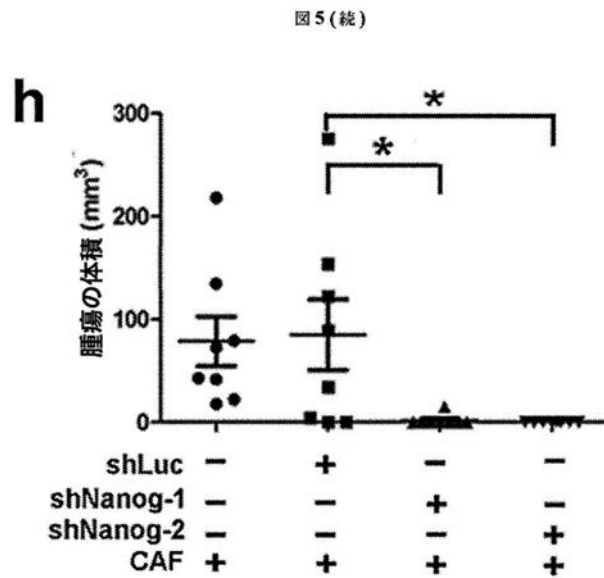 図5(続)
h
*
*
300
200
100
0
腫瘍の体積 (mm³)
shLuc − + − −
shNanog-1 − − + −
shNanog-2 − − − +
CAF + + + +